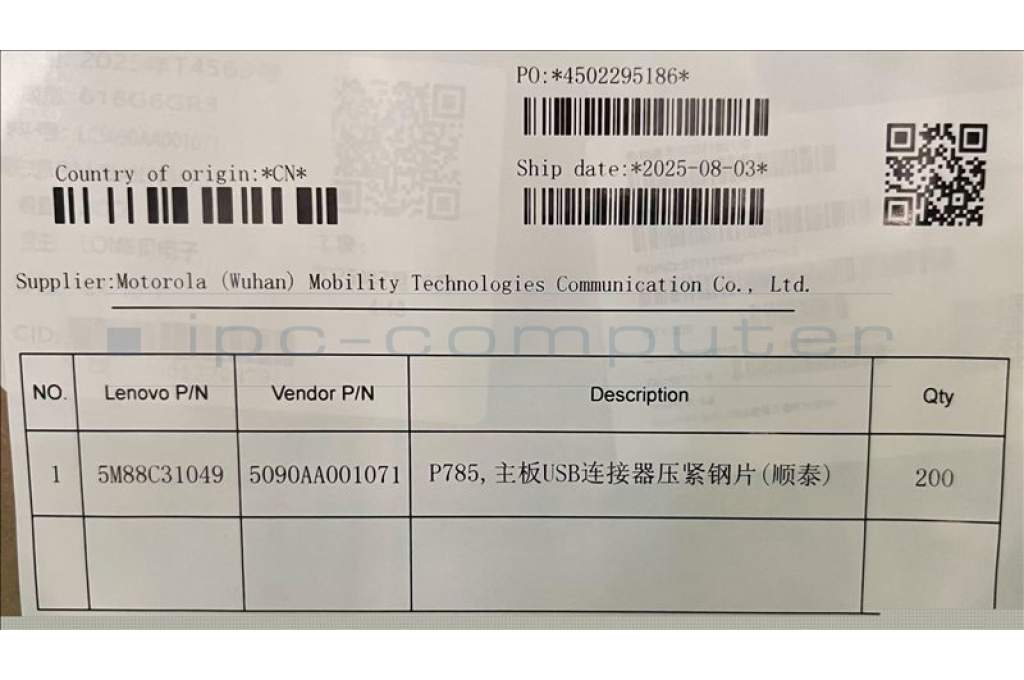 PO:*4502295186*
Country of origin:*CN*
Ship date:*2025-08-03*
Supplier:Motorola (Wuhan) Mobility Technologies Communication Co., Ltd.
ipc-computer
NO. Lenovo P/N Vendor P/N Description Qty
1 5M88C31049 5090AA001071 P785,主板USB连接器压紧钢片(顺泰) 200